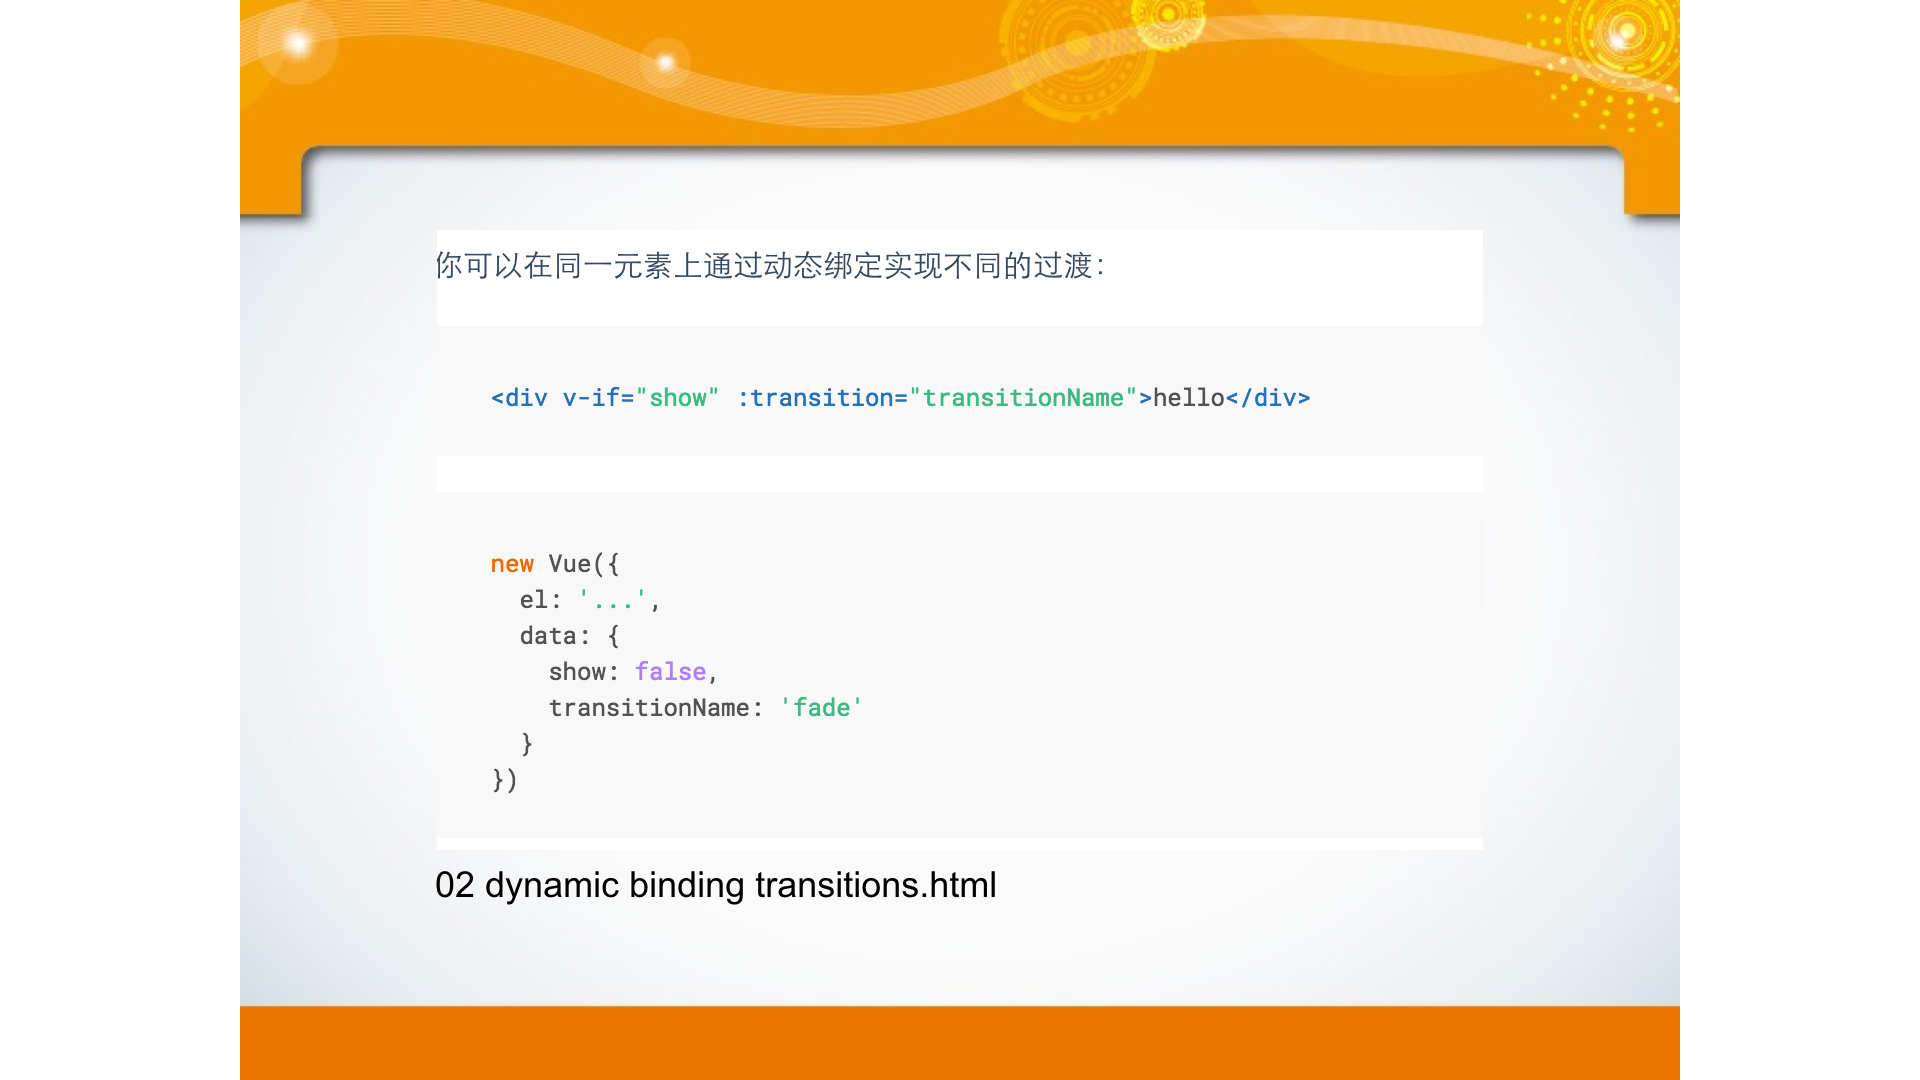 你可以在同一元素上通过动态绑定实现不同的过渡：
<div v-if="show" :transition="transitionName">hello</div>
new Vue({
  el: '...',
  data: {
    show: false,
    transitionName: 'fade'
  }
})
02 dynamic binding transitions.html